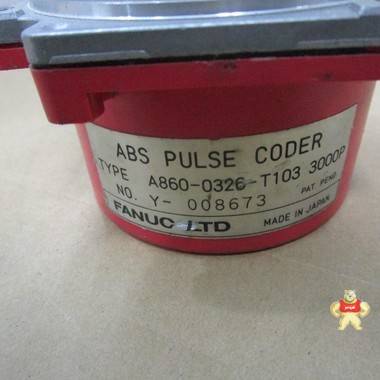 ABS PULSE CODER
TYPE A860-0326-T103 3000P
NO. Y- 008673 PAT PEND
FANUC LTD MADE IN JAPAN